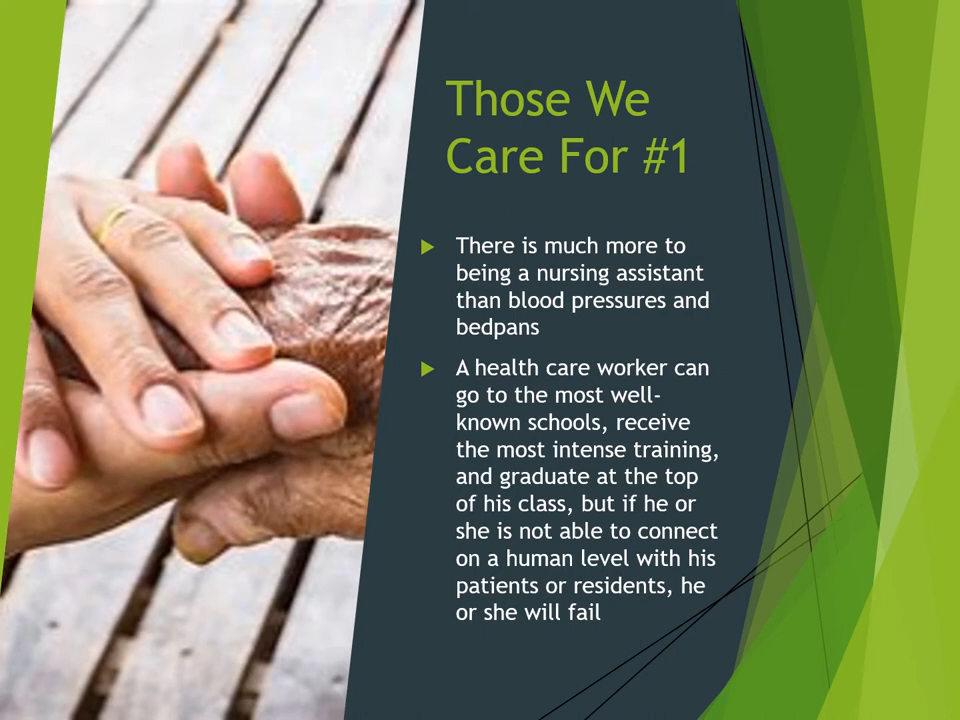 Those We
Care For #1
There is much more to
being a nursing assistant
than blood pressures and
bedpans
A health care worker can
go to the most well-
known schools, receive
the most intense training,
and graduate at the top
of his class, but if he or
she is not able to connect
on a human level with his
patients or residents, he
or she will fail